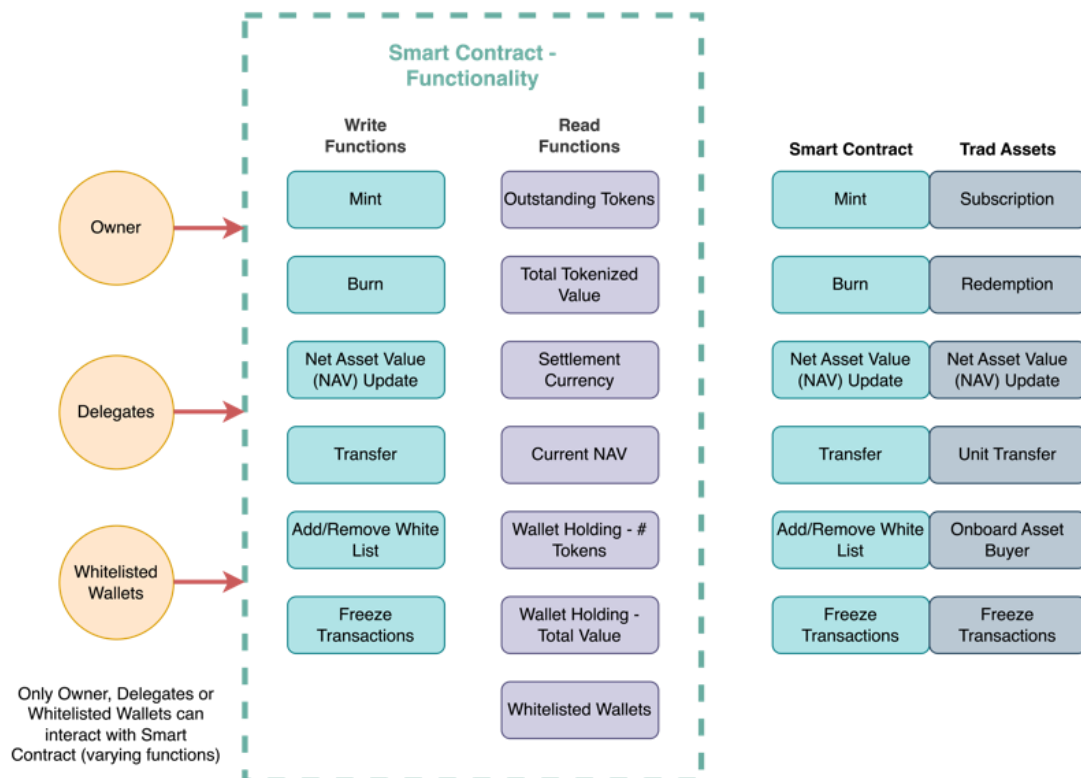 Smart Contract -
Functionality
Write
Functions
Read
Functions
Smart Contract
Trad Assets
Owner
Mint
Outstanding Tokens
Mint
Subscription
Burn
Total Tokenized
Value
Burn
Redemption
Delegates
Net Asset Value
(NAV) Update
Settlement
Currency
Net Asset Value
(NAV) Update
Net Asset Value
(NAV) Update
Transfer
Current NAV
Transfer
Unit Transfer
Whitelisted
Wallets
Add/Remove White
List
Wallet Holding - #
Tokens
Add/Remove White
List
Onboard Asset
Buyer
Freeze
Transactions
Wallet Holding -
Total Value
Freeze
Transactions
Freeze
Transactions
Whitelisted Wallets
Only Owner, Delegates or
Whitelisted Wallets can
interact with Smart
Contract (varying functions)